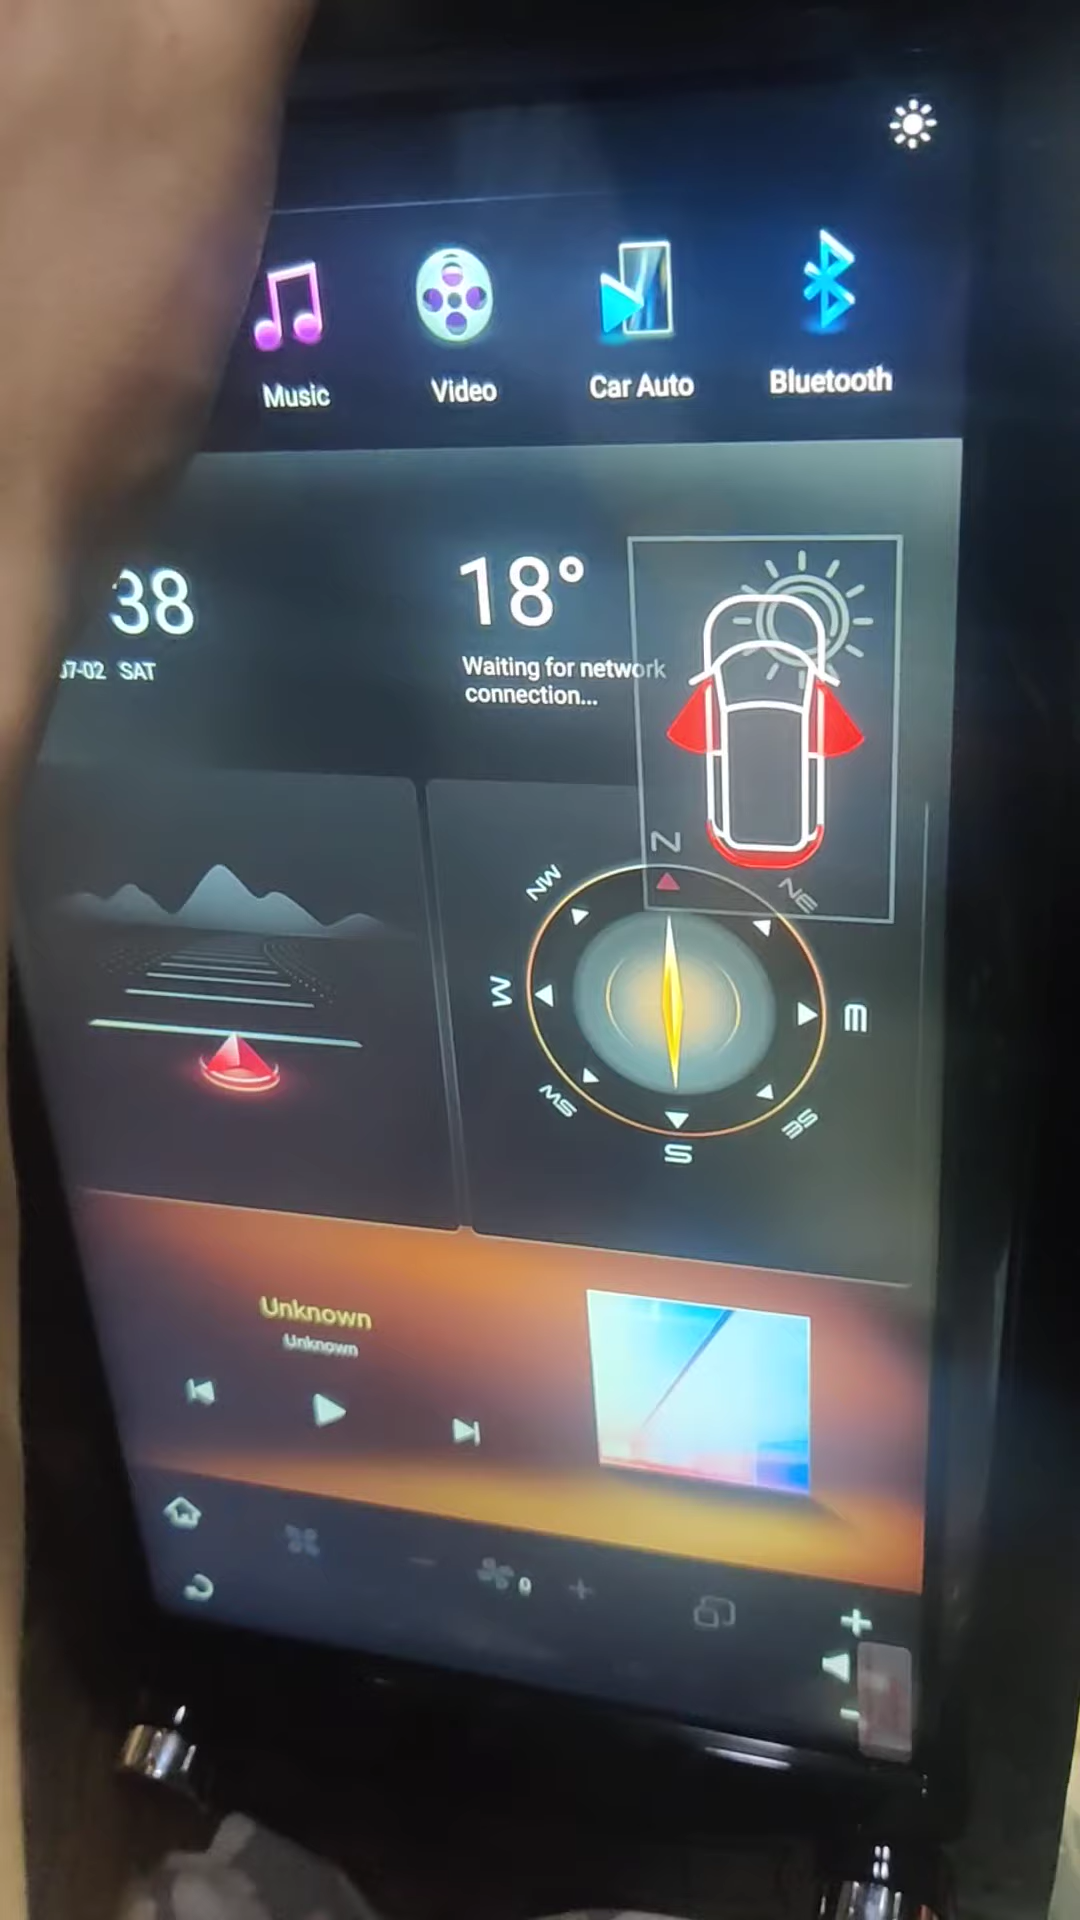 Music
Video
Car Auto
Bluetooth
38
18°
07-02 SAT
Waiting for network
connection...
N
NW
NE
W
E
SW
SE
S
Unknown
Unknown
0